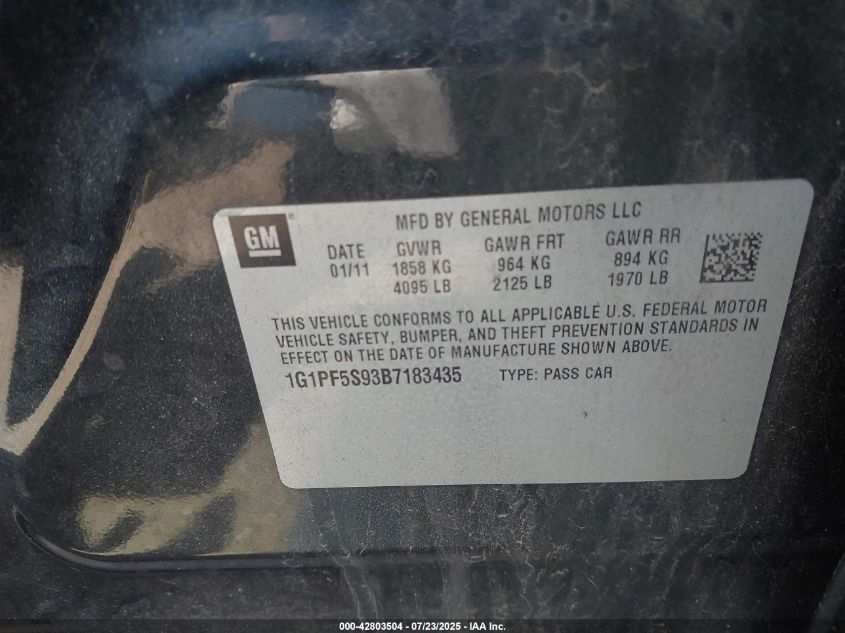 GM
MFD BY GENERAL MOTORS LLC
DATE GVWR GAWR FRT GAWR RR
01/11 1858 KG 964 KG 894 KG
4095 LB 2125 LB 1970 LB
THIS VEHICLE CONFORMS TO ALL APPLICABLE U.S. FEDERAL MOTOR
VEHICLE SAFETY, BUMPER, AND THEFT PREVENTION STANDARDS IN
EFFECT ON THE DATE OF MANUFACTURE SHOWN ABOVE.
1G1PF5S93B7183435 TYPE: PASS CAR
000-42803504 - 07/23/2025 - IAA Inc.